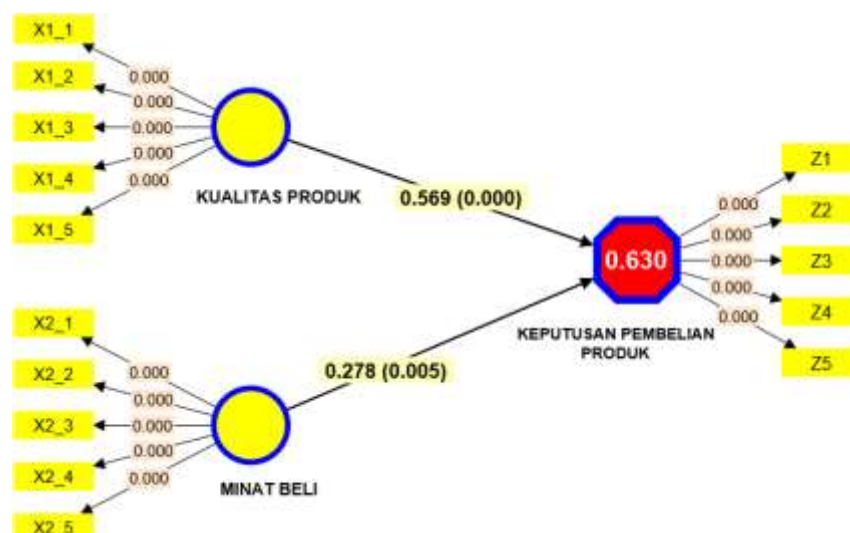 X1_1
0.000
X1_2
0.000
X1_3
0.000
X1_4
0.000
X1_5
0.000
KUALITAS PRODUK
0.569 (0.000)
X2_1
0.000
X2_2
0.000
X2_3
0.000
X2_4
0.000
X2_5
0.000
MINAT BELI
0.278 (0.005)
0.630
KEPUTUSAN PEMBELIAN
PRODUK
Z1
0.000
Z2
0.000
Z3
0.000
Z4
0.000
Z5
0.000